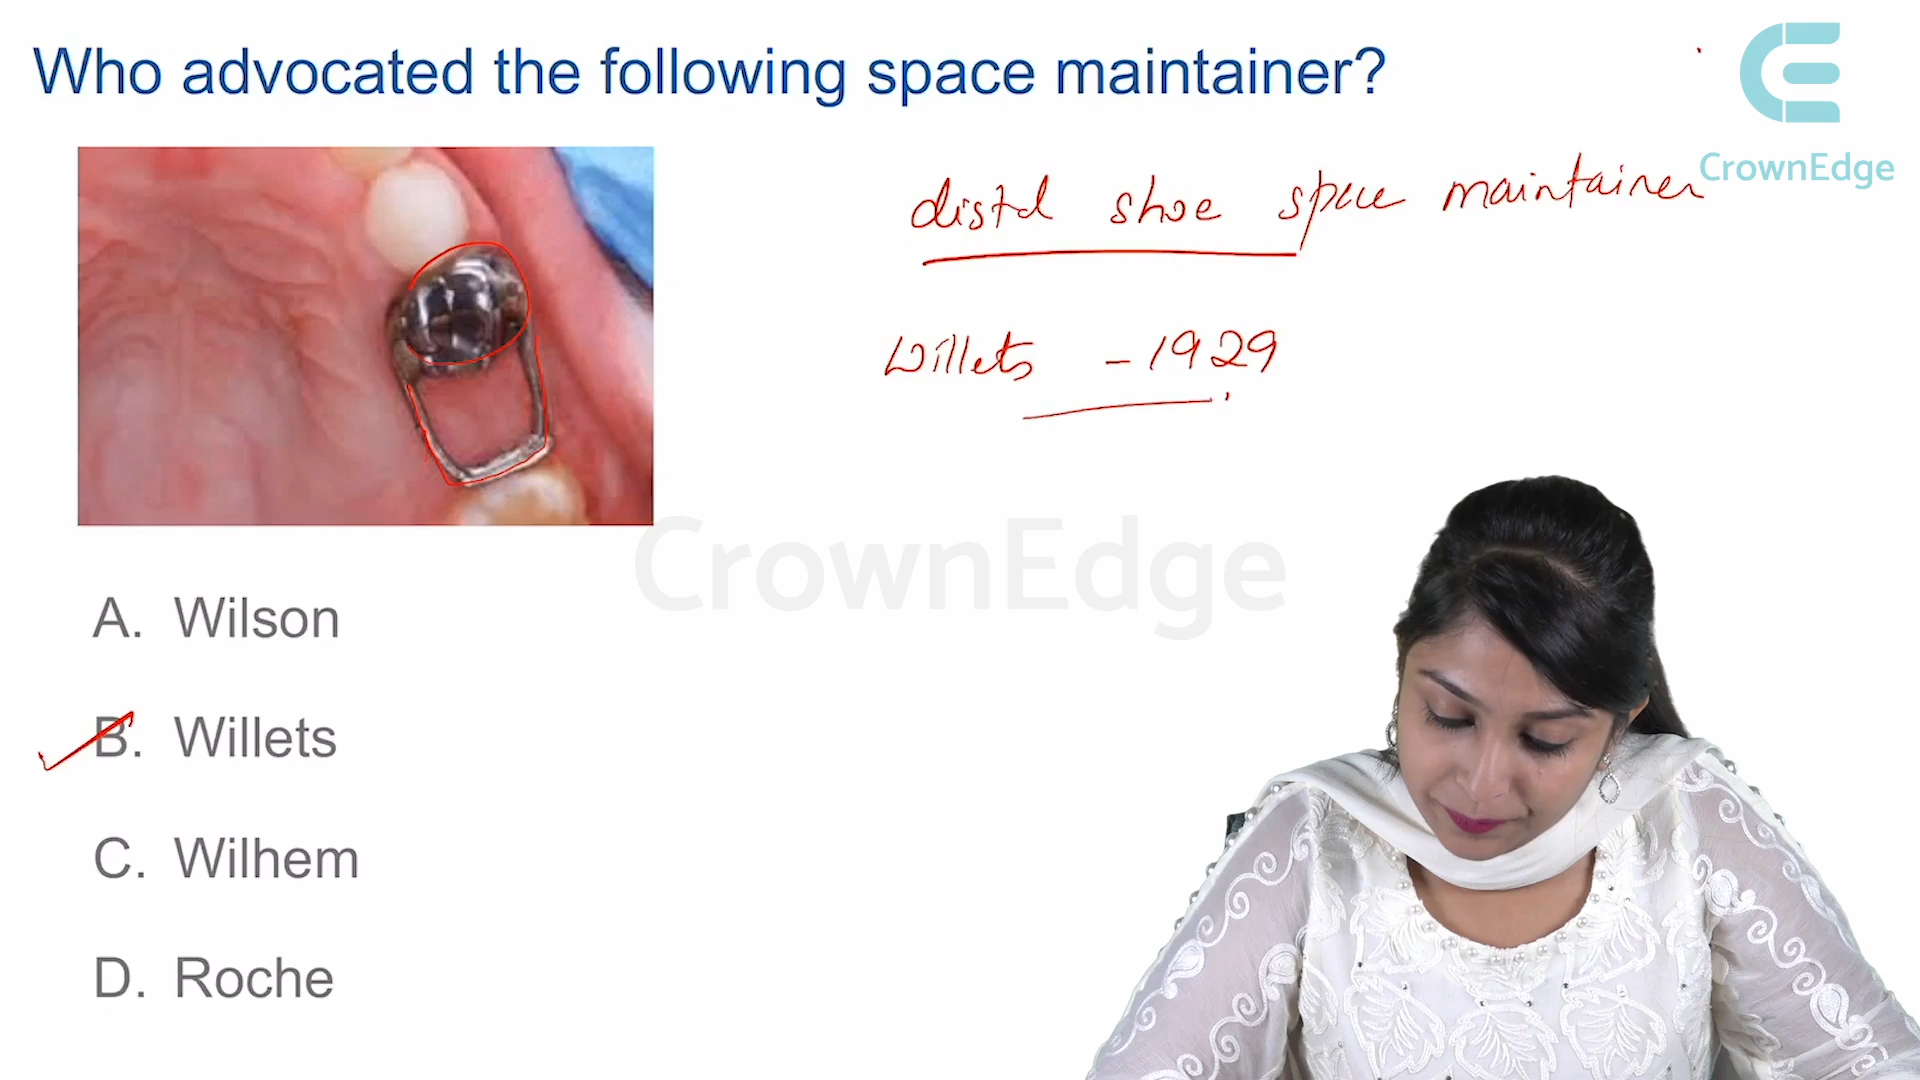 Who advocated the following space maintainer?
CrownEdge
distal shoe space maintainer
Willets - 1929
CrownEdge
A. Wilson
B. Willets
C. Wilhem
D. Roche